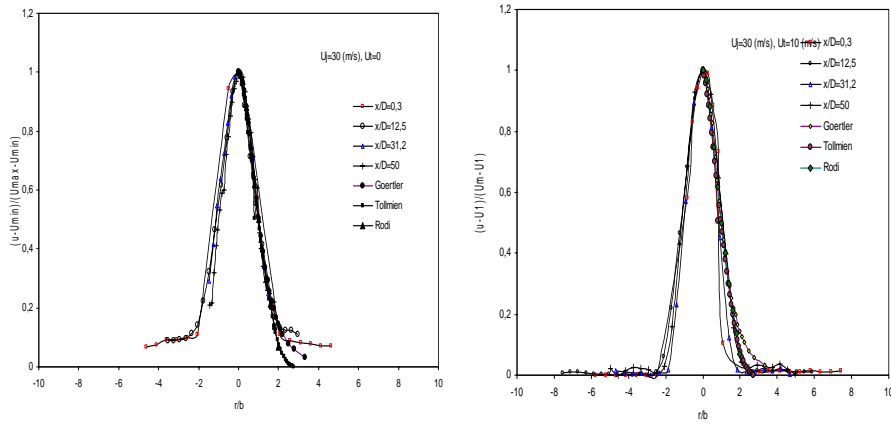 Uj=30 (m/s), Ut=0
(u-Umin)/(Umax-Umin)
1,2
1
0,8
0,6
0,4
0,2
0
-10 -8 -6 -4 -2 0 2 4 6 8 10
r/b
x/D=0,3
x/D=12,5
x/D=31,2
x/D=50
Goertler
Tollmien
Rodi
Uj=30 (m/s), Ut=10 (m/s)
(u-U1)/(Um-U1)
1,2
1
0,8
0,6
0,4
0,2
0
-10 -8 -6 -4 -2 0 2 4 6 8 10
r/b
x/D=0,3
x/D=12,5
x/D=31,2
x/D=50
Goertler
Tollmien
Rodi